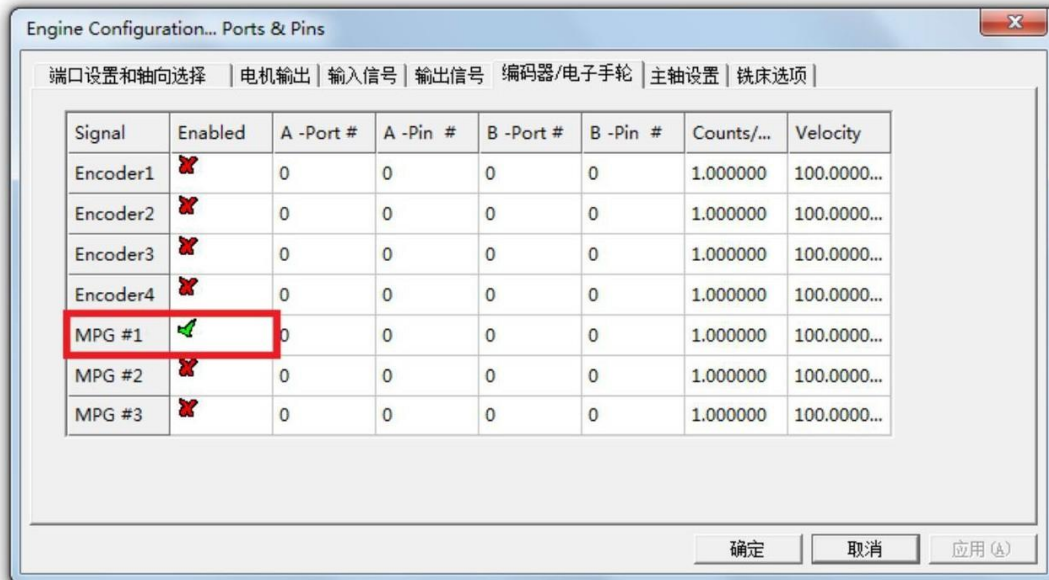 Engine Configuration... Ports & Pins
端口设置和轴向选择 电机输出 输入信号 输出信号 编码器/电子手轮 主轴设置 铣床选项
Signal Enabled A -Port # A -Pin # B -Port # B -Pin # Counts/... Velocity
Encoder1 0 0 0 0 1.000000 100.0000...
Encoder2 0 0 0 0 1.000000 100.0000...
Encoder3 0 0 0 0 1.000000 100.0000...
Encoder4 0 0 0 0 1.000000 100.0000...
MPG #1 0 0 0 0 1.000000 100.0000...
MPG #2 0 0 0 0 1.000000 100.0000...
MPG #3 0 0 0 0 1.000000 100.0000...
确定 取消 应用(A)